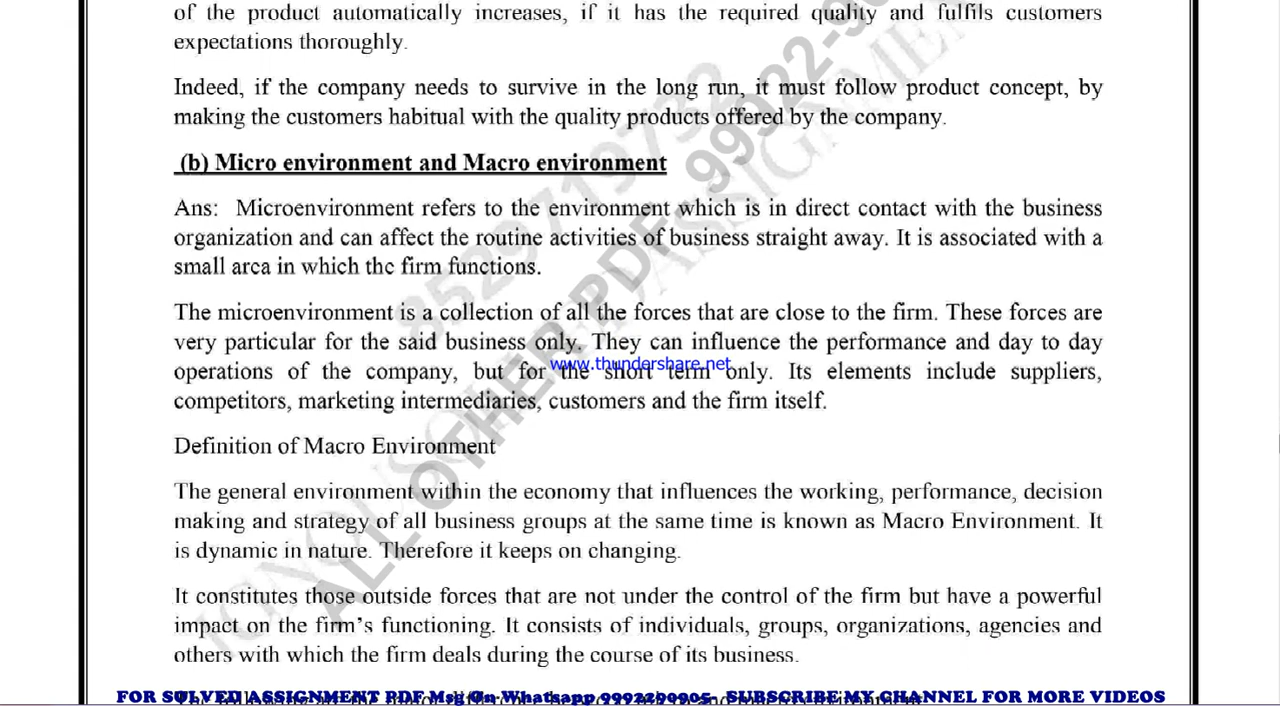 of the product automatically increases, if it has the required quality and fulfils customers
expectations thoroughly.
Indeed, if the company needs to survive in the long run, it must follow product concept, by
making the customers habitual with the quality products offered by the company.
(b) Micro environment and Macro environment
Ans: Microenvironment refers to the environment which is in direct contact with the business
organization and can affect the routine activities of business straight away. It is associated with a
small area in which the firm functions.
The microenvironment is a collection of all the forces that are close to the firm. These forces are
very particular for the said business only. They can influence the performance and day to day
www.thundershare.net
operations of the company, but for the short term only. Its elements include suppliers,
competitors, marketing intermediaries, customers and the firm itself.
Definition of Macro Environment
The general environment within the economy that influences the working, performance, decision
making and strategy of all business groups at the same time is known as Macro Environment. It
is dynamic in nature. Therefore it keeps on changing.
It constitutes those outside forces that are not under the control of the firm but have a powerful
impact on the firm's functioning. It consists of individuals, groups, organizations, agencies and
others with which the firm deals during the course of its business.
FOR SOLVED ASSIGNMENT PDF Msg On Whatsapp 9992290905- SUBSCRIBE MY CHANNEL FOR MORE VIDEOS
8529719732
ALL OTHER PDF- 99922-90